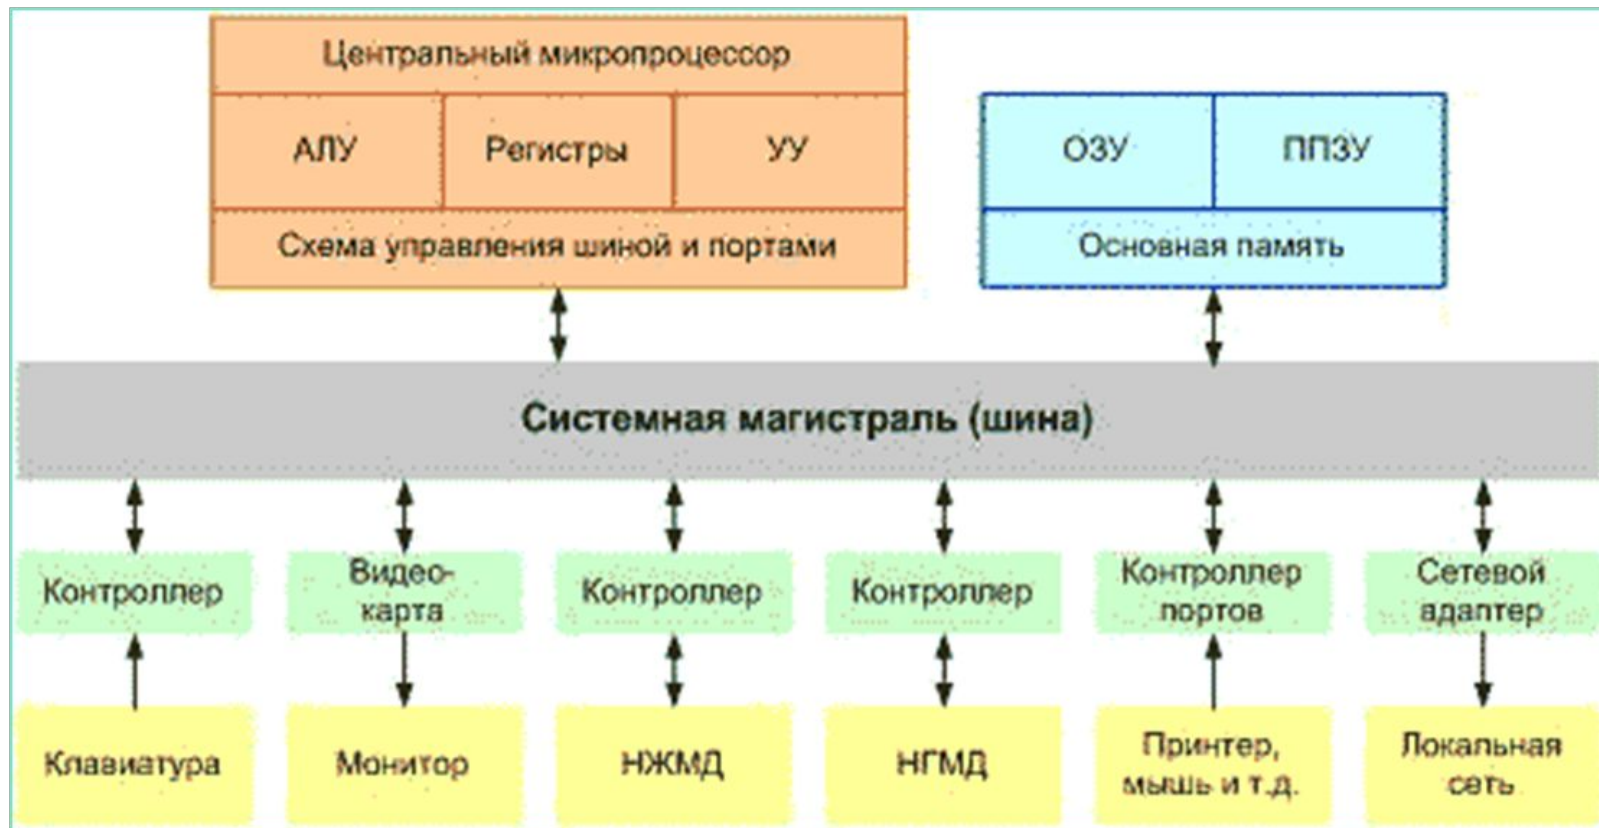 Центральный микропроцессор
АЛУ
Регистры
УУ
Схема управления шиной и портами
ОЗУ
ППЗУ
Основная память
Системная магистраль (шина)
Контроллер
Видео-
карта
Контроллер
Контроллер
Контроллер
портов
Сетевой
адаптер
Клавиатура
Монитор
НЖМД
НГМД
Принтер,
мышь и т.д.
Локальная
сеть